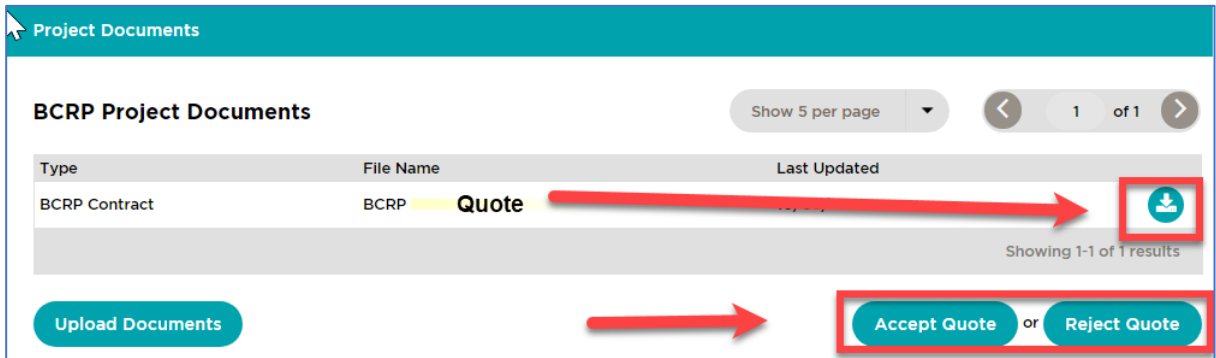 Project Documents
BCRP Project Documents
Show 5 per page
1 of 1
Type File Name Last Updated
BCRP Contract BCRP Quote
Showing 1-1 of 1 results
Upload Documents Accept Quote or Reject Quote